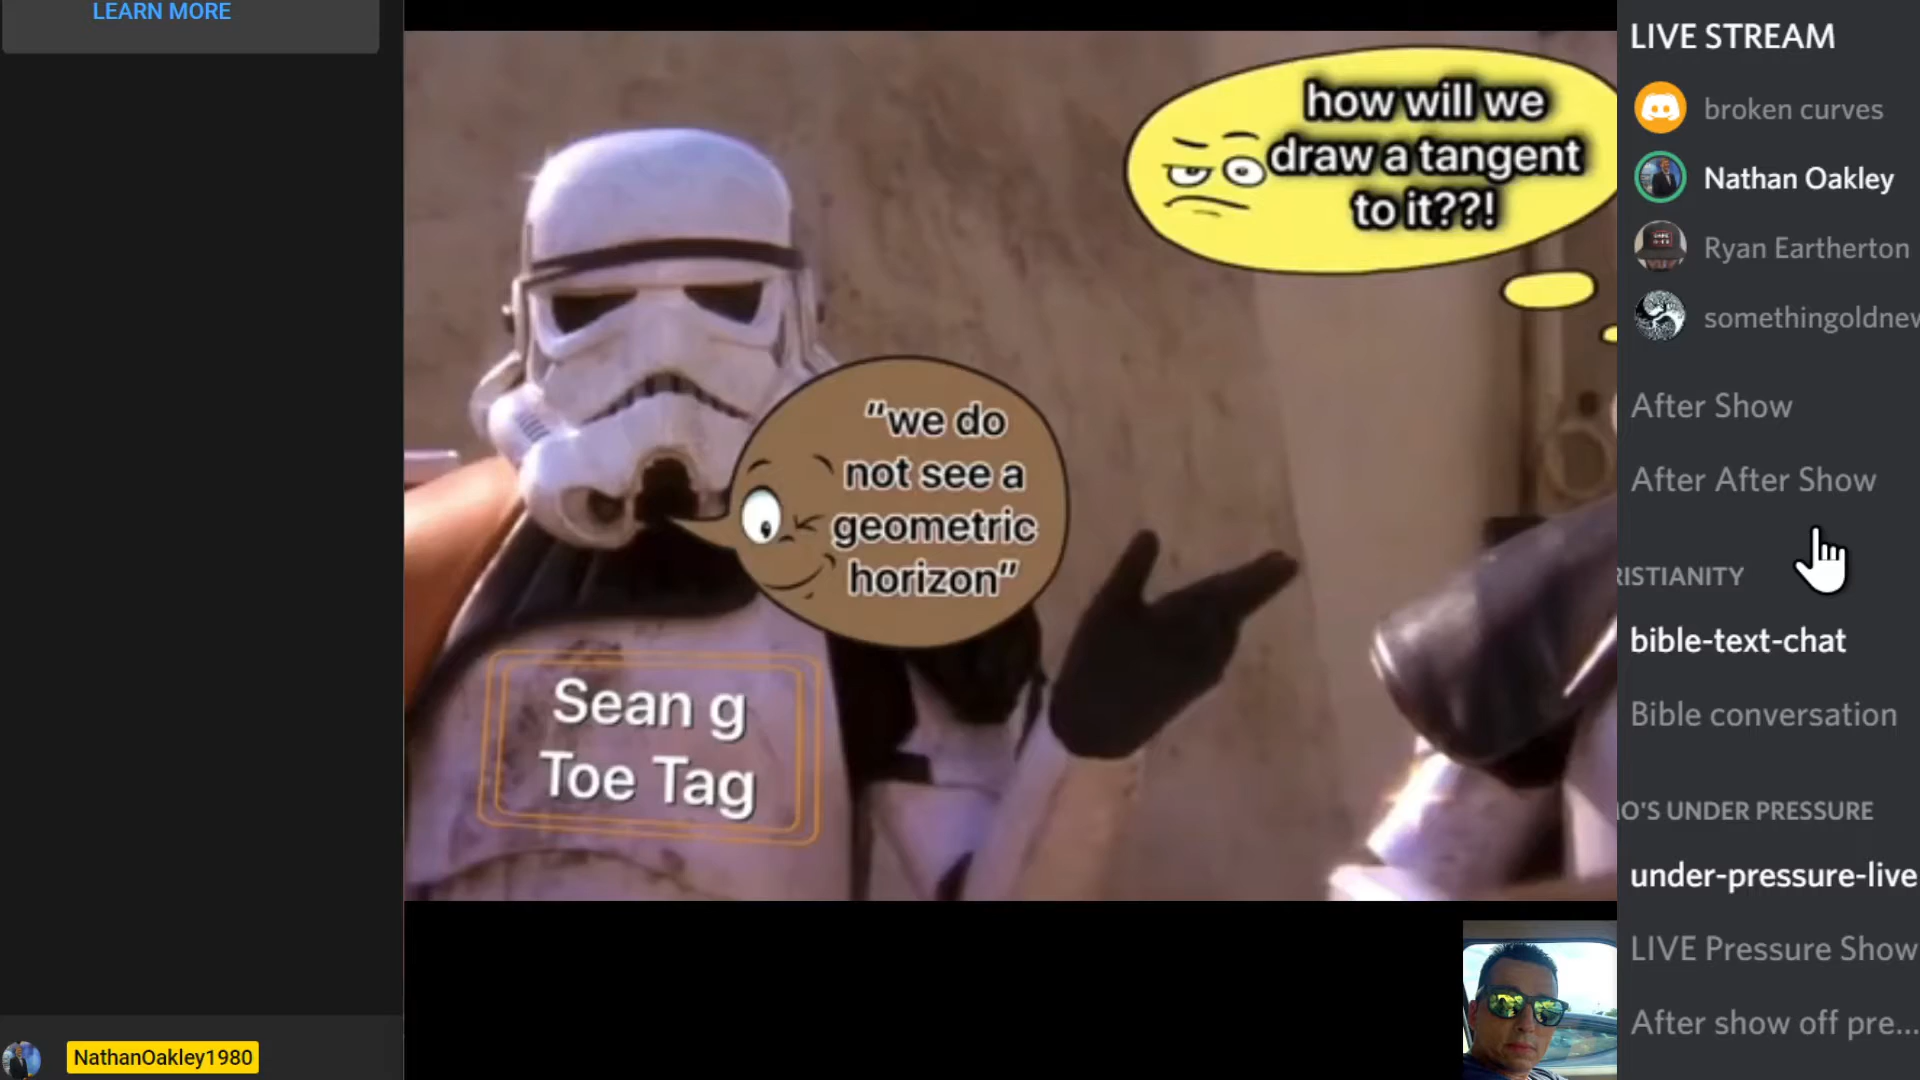 LEARN MORE
how will we
draw a tangent
to it??!
"we do
not see a
geometric
horizon"
Sean g
Toe Tag
NathanOakley1980
LIVE STREAM
broken curves
Nathan Oakley
Ryan Eartherton
somethingoldnew
After Show
After After Show
RISTIANITY
bible-text-chat
Bible conversation
IO'S UNDER PRESSURE
under-pressure-live
LIVE Pressure Show
After show off pre...